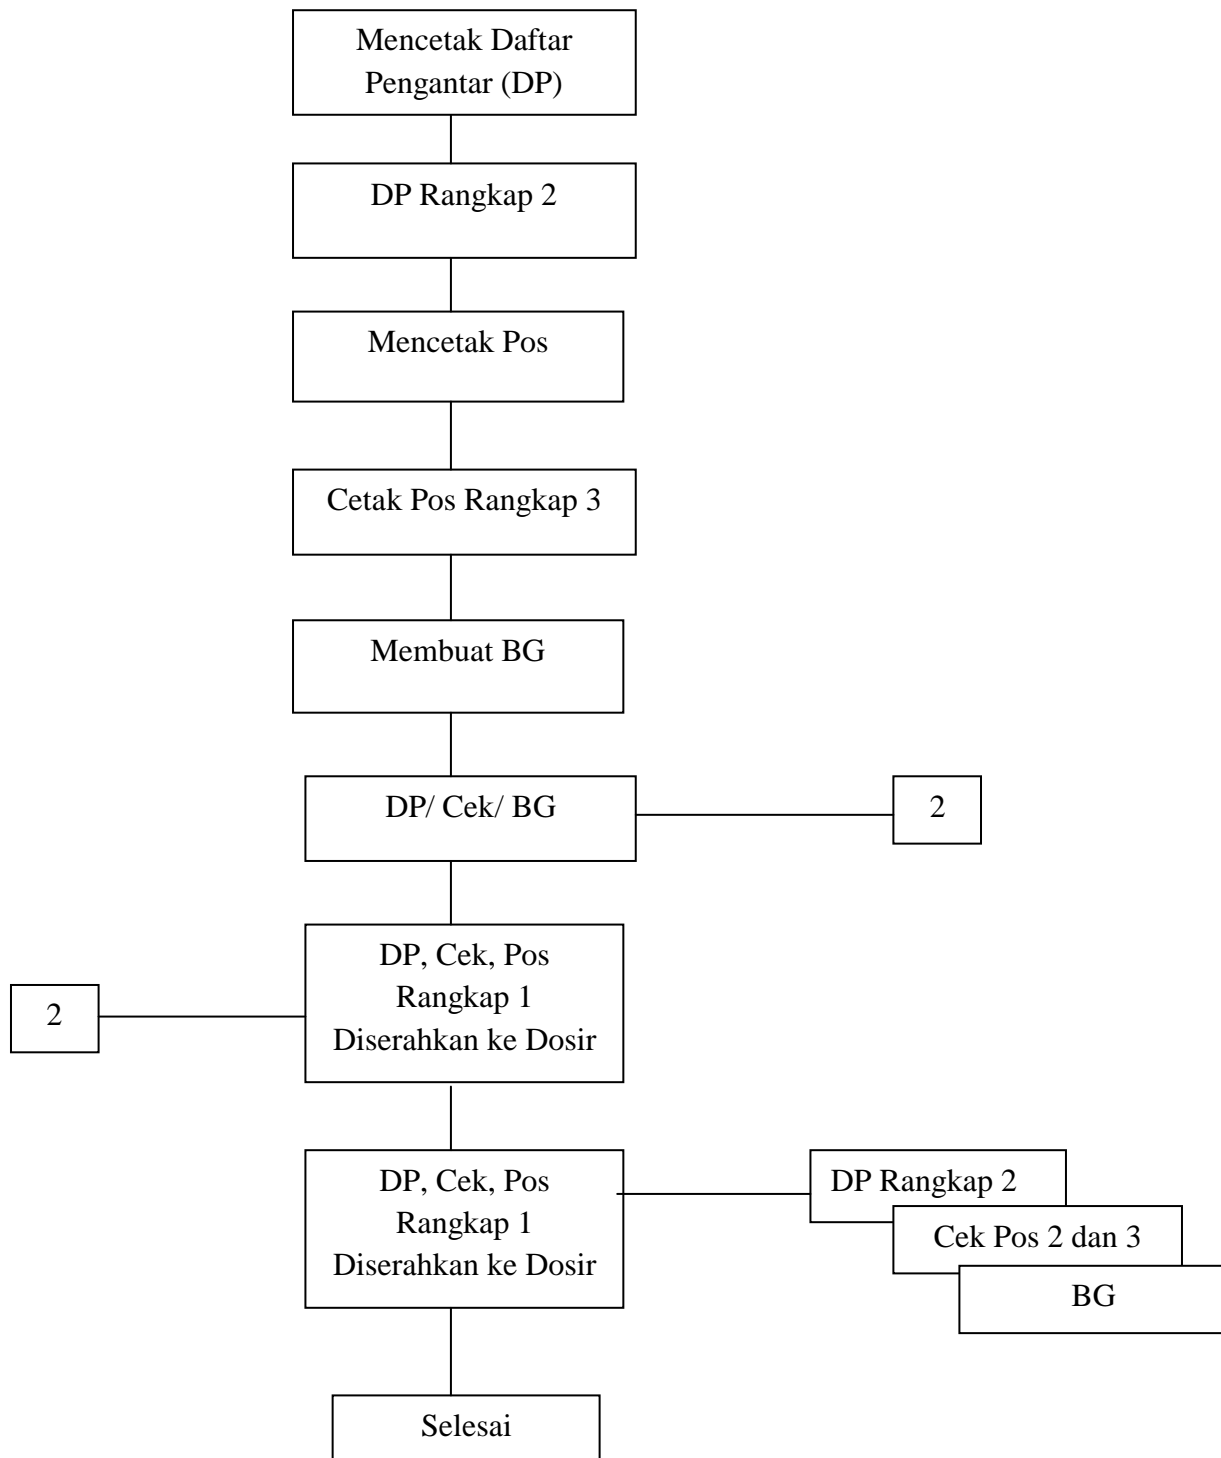 Mencetak Daftar
Pengantar (DP)
DP Rangkap 2
Mencetak Pos
Cetak Pos Rangkap 3
Membuat BG
DP/ Cek/ BG
2
DP, Cek, Pos
Rangkap 1
Diserahkan ke Dosir
2
DP, Cek, Pos
Rangkap 1
Diserahkan ke Dosir
DP Rangkap 2
Cek Pos 2 dan 3
BG
Selesai